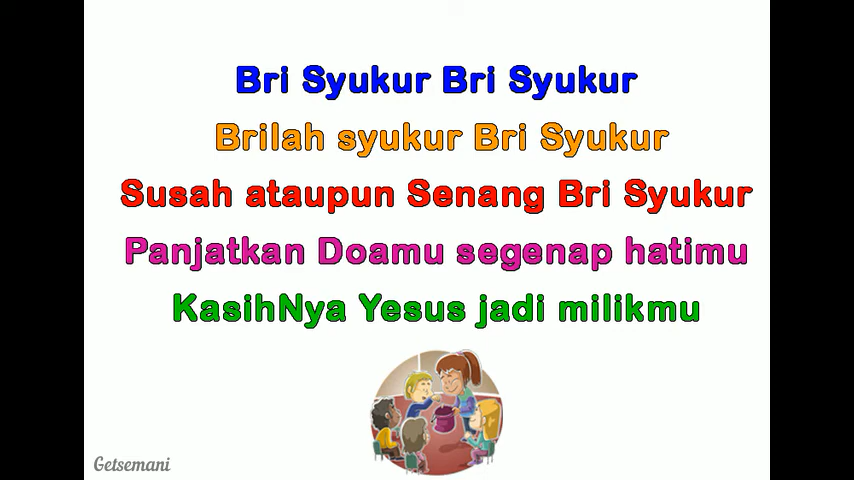 Bri Syukur Bri Syukur
Brilah syukur Bri Syukur
Susah ataupun Senang Bri Syukur
Panjatkan Doamu segenap hatimu
KasihNya Yesus jadi milikmu
Getsemani